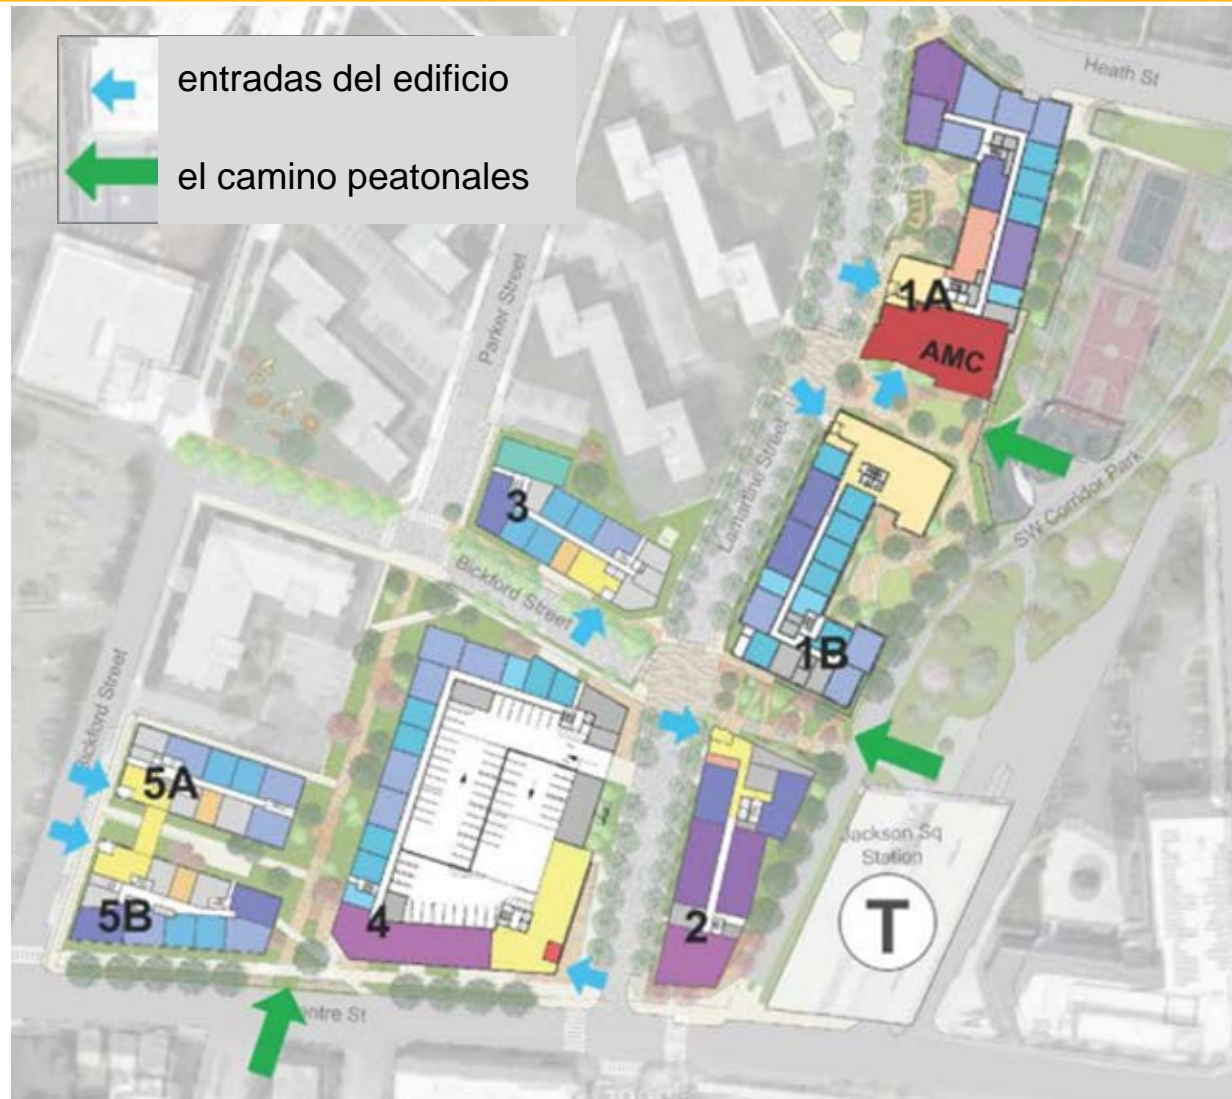 entradas del edificio
el camino peatonales
Heath St
Parker Street
1A
AMC
Lamartine Street
SW Corridor Park
3
Bickford Street
1B
Bickford Street
5A
Jackson Sq
Station
T
5B
4
2
Centre St